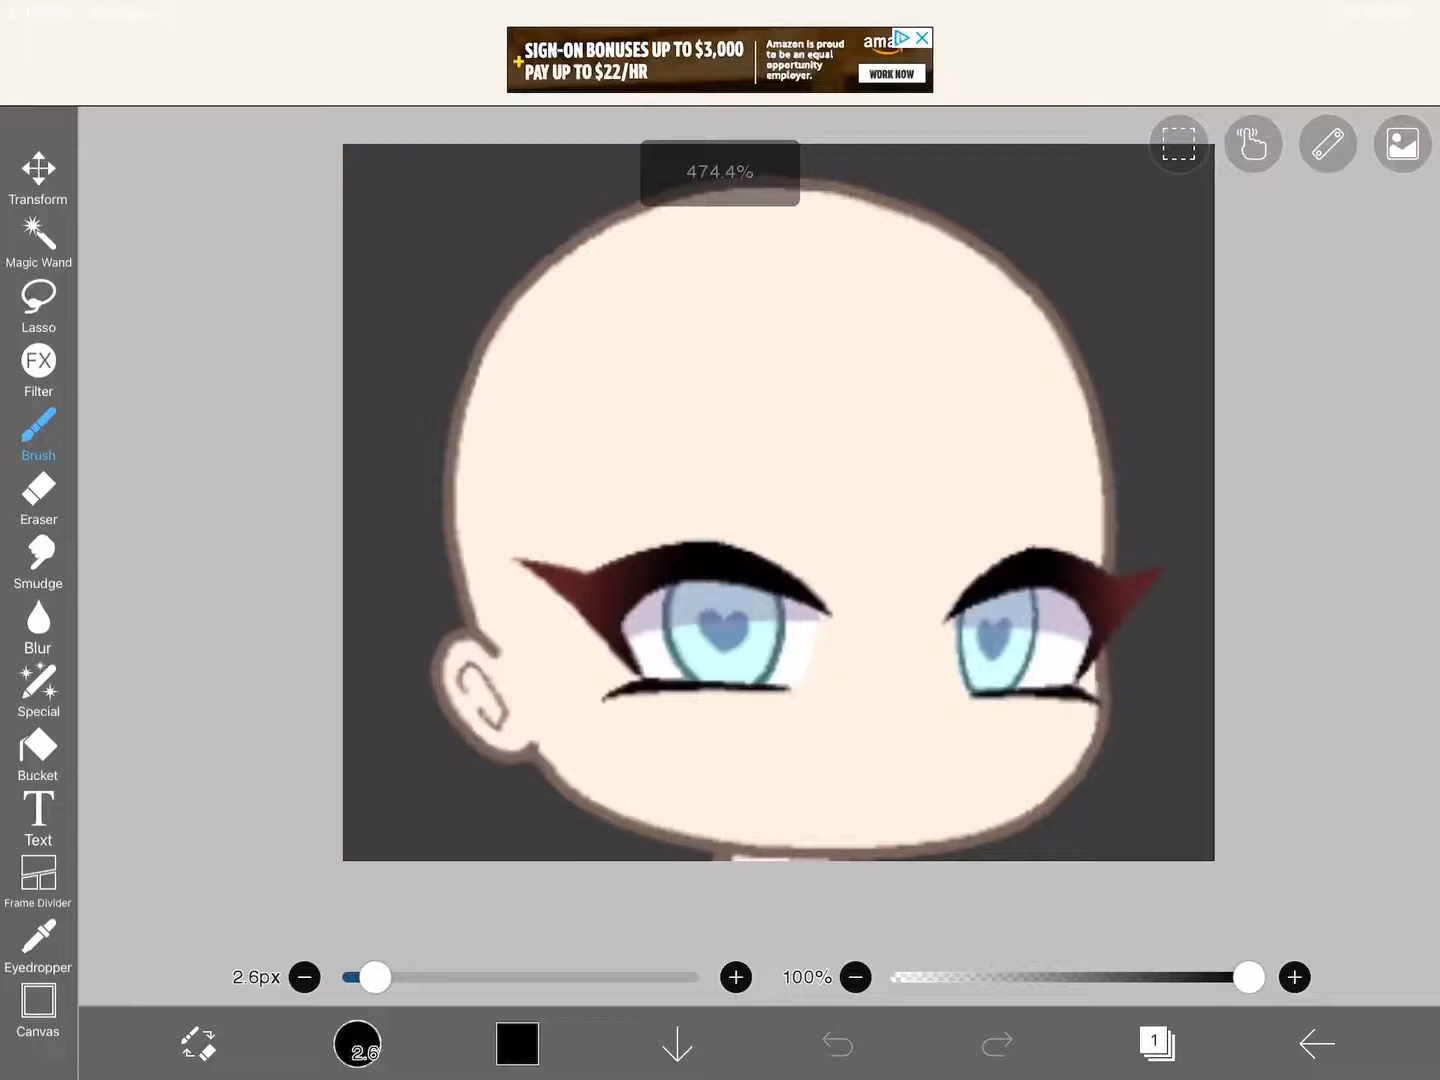 SIGN-ON BONUSES UP TO $3,000
PAY UP TO $22/HR
Amazon is proud
to be an equal
opportunity
employer.
ama
WORK NOW
474.4%
Transform
Magic Wand
Lasso
FX
Filter
Brush
Eraser
Smudge
Blur
Special
Bucket
T
Text
Frame Divider
Eyedropper
Canvas
2.6px
100%
2.6
1